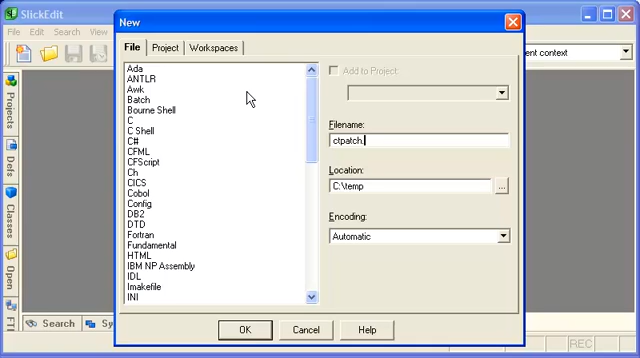 SlickEdit
File Edit Search View
ent context
Projects
Defs
Classes
Open
FT
Search
Sy
REC
New
File Project Workspaces
Ada
ANTLR
Awk
Batch
Bourne Shell
C
C Shell
C#
CFML
CFScript
Ch
CICS
Cobol
Config
DB2
DTD
Fortran
Fundamental
HTML
IBM NP Assembly
IDL
Imakefile
INI
Add to Project
Filename:
ctpatch.
Location:
C:\temp
...
Encoding:
Automatic
OK Cancel Help